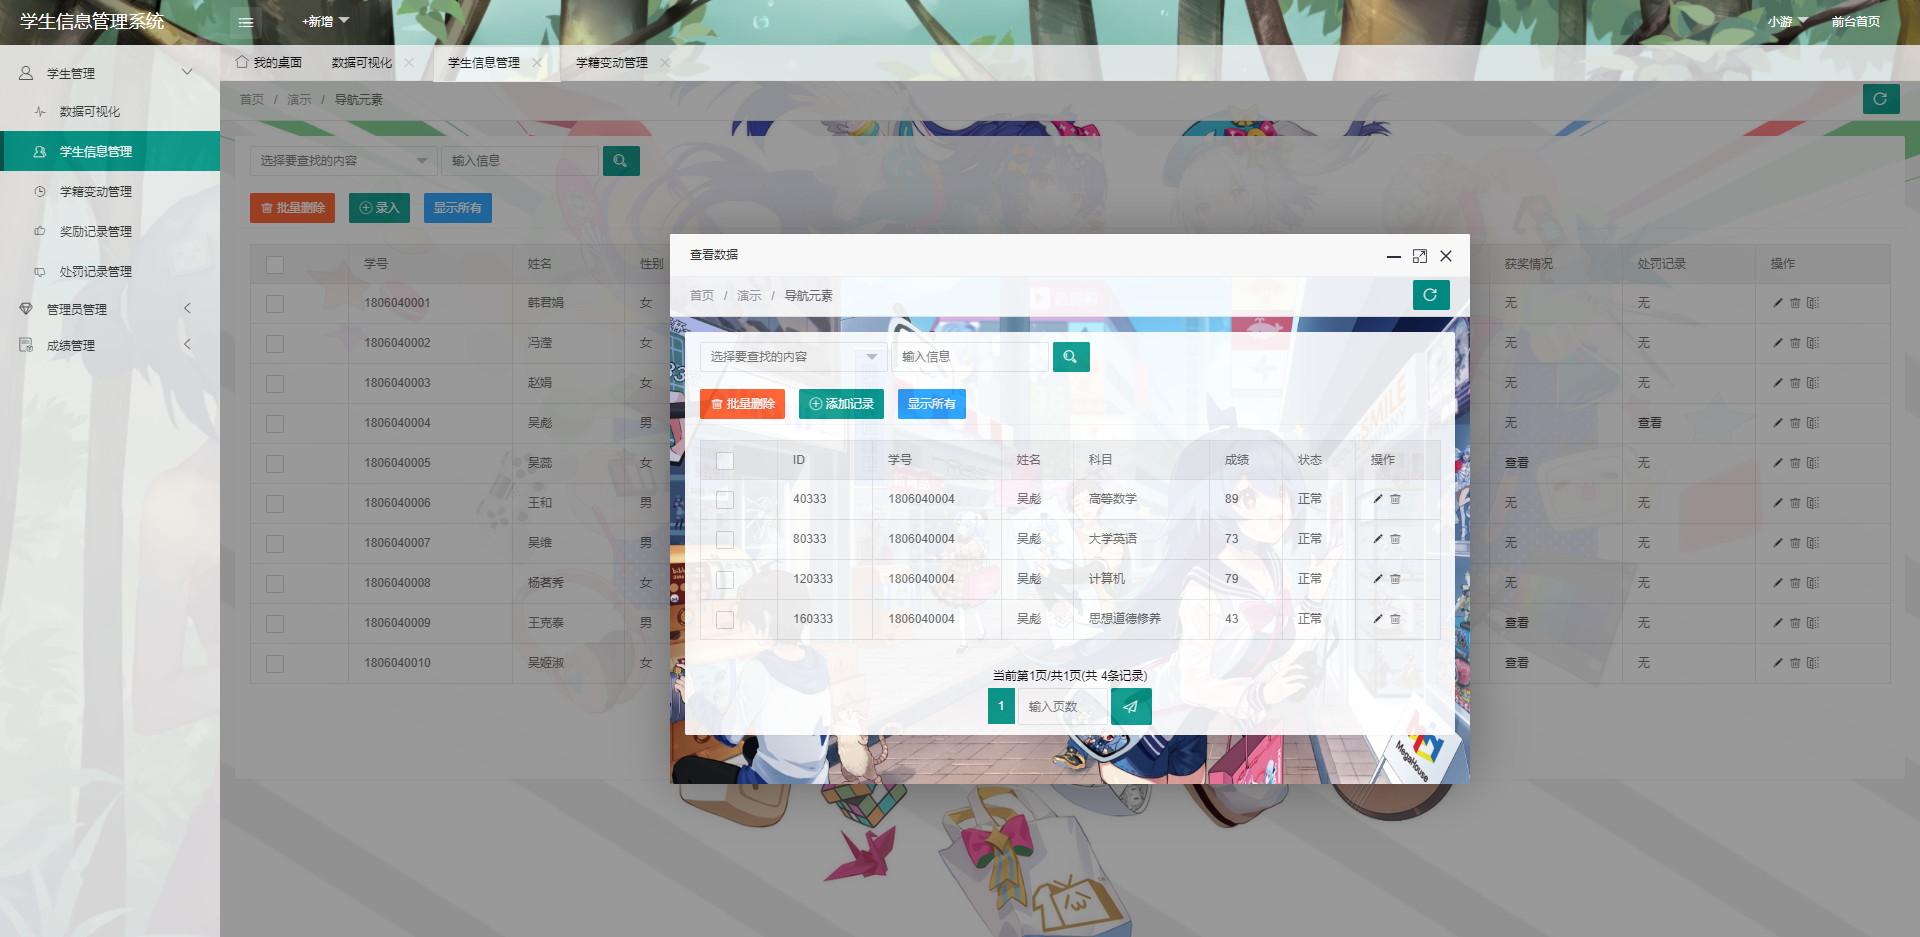 学生信息管理系统
+新增
小游
前台首页
学生管理
数据可视化
学生信息管理
学籍变动管理
奖励记录管理
处罚记录管理
管理员管理
成绩管理
我的桌面 数据可视化 学生信息管理 学籍变动管理
首页 / 演示 / 导航元素
选择要查找的内容 输入信息
批量删除 录入 显示所有
学号 姓名 性别 获奖情况 处罚记录 操作
1806040001 韩君娟 女 无 无
1806040002 冯滢 女 无 无
1806040003 赵娟 女 无 无
1806040004 吴彪 男 无 查看
1806040005 吴蕊 女 查看 无
1806040006 王和 男 无 无
1806040007 吴维 男 无 无
1806040008 杨茗秀 女 无 无
1806040009 王克泰 男 查看 无
1806040010 吴姬淑 女 查看 无
查看数据
首页 / 演示 / 导航元素
选择要查找的内容 输入信息
批量删除 添加记录 显示所有
ID 学号 姓名 科目 成绩 状态 操作
40333 1806040004 吴彪 高等数学 89 正常
80333 1806040004 吴彪 大学英语 73 正常
120333 1806040004 吴彪 计算机 79 正常
160333 1806040004 吴彪 思想道德修养 43 正常
当前第1页/共1页(共 4条记录)
1 输入页数
SMILE
MegaHouse